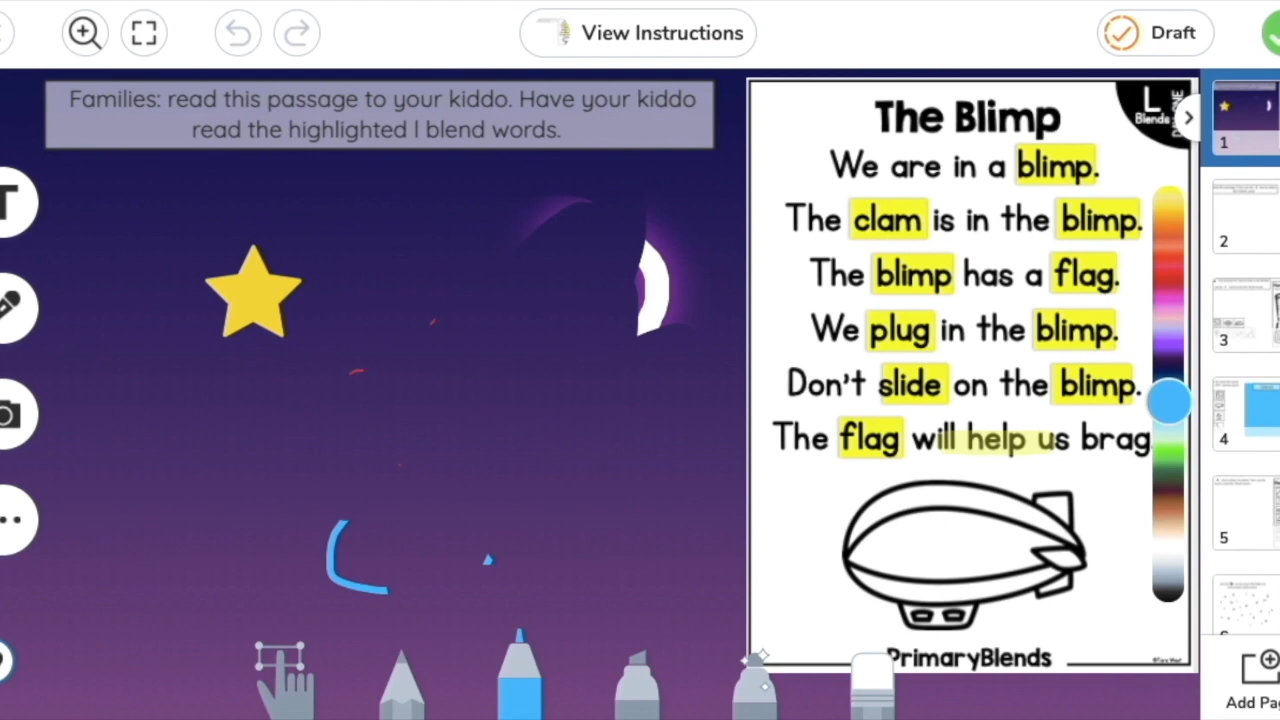 View Instructions
Draft
Families: read this passage to your kiddo. Have your kiddo
read the highlighted l blend words.
L
Blends
The Blimp
We are in a blimp.
The clam is in the blimp.
The blimp has a flag.
We plug in the blimp.
Don't slide on the blimp.
The flag will help us brag.
PrimaryBlends
T
1
2
3
4
5
Add Pa